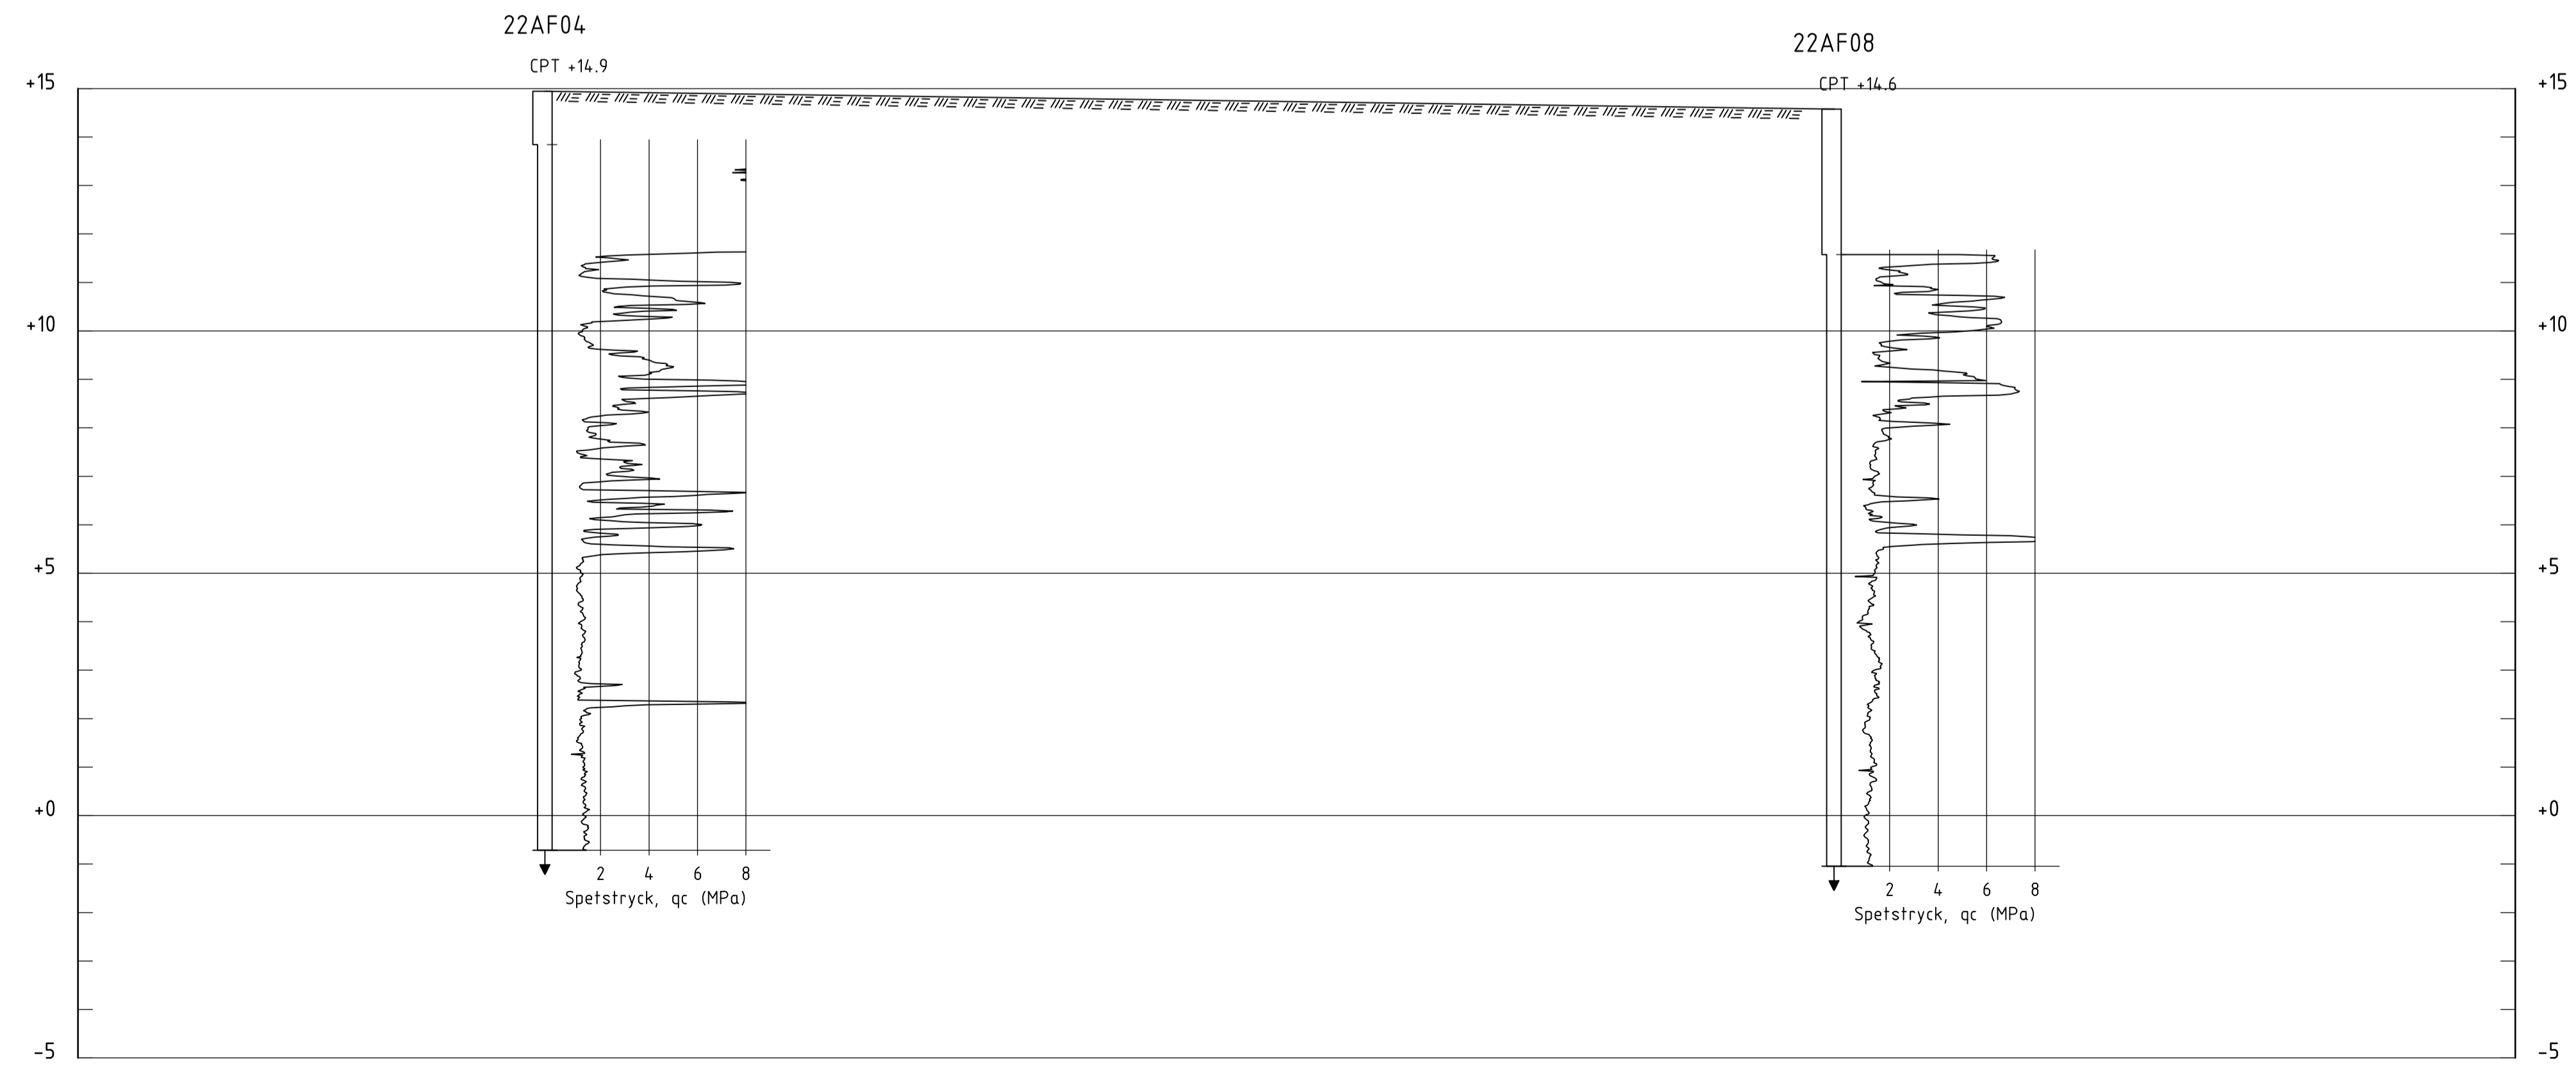 22AF04
22AF08
CPT +14.9
CPT +14.6
+15 +15
+10 +10
+5 +5
+0 +0
2 4 6 8
Spetstryck, qc (MPa)
2 4 6 8
Spetstryck, qc (MPa)
-5 -5